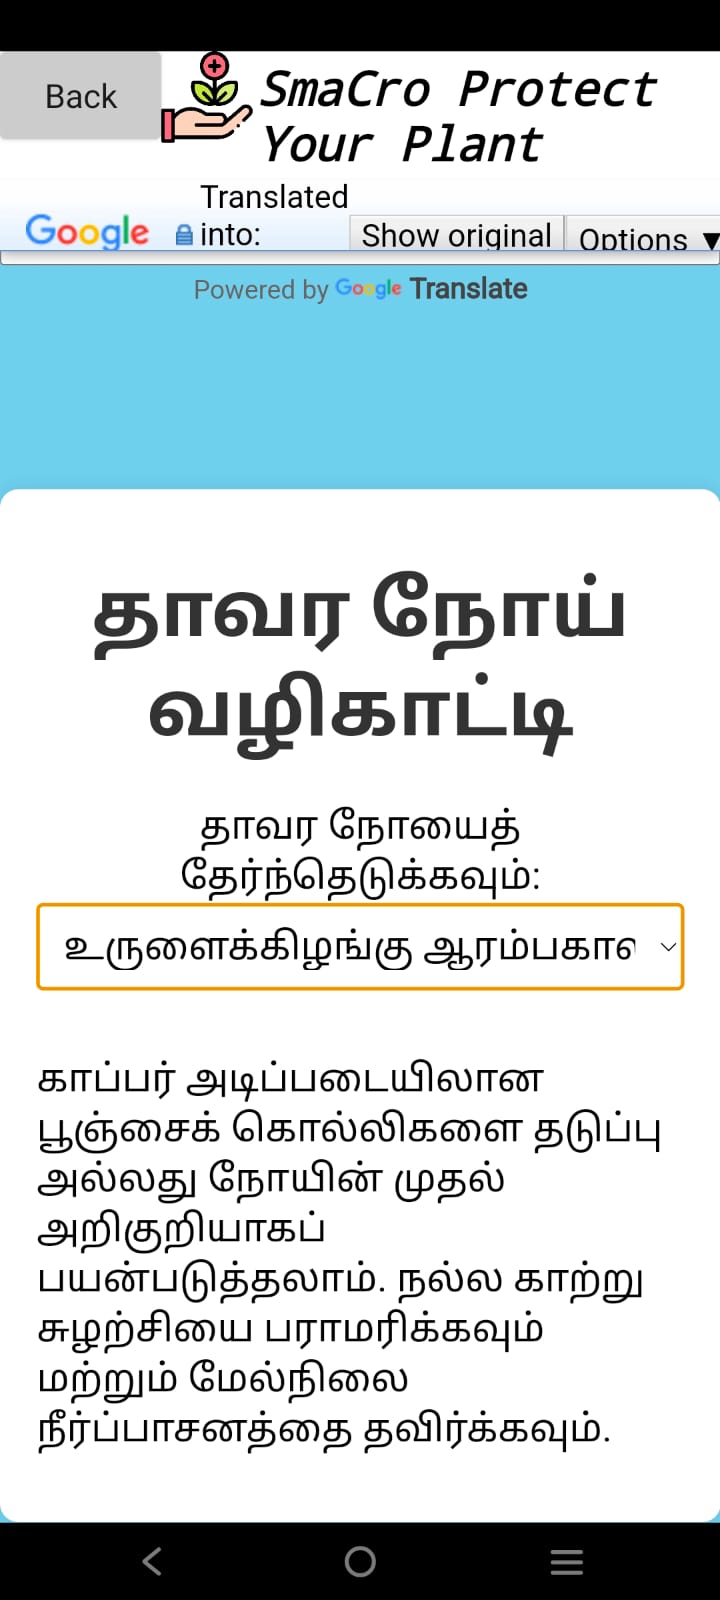 Back
SmaCro Protect
Your Plant
Translated
Google into: Show original Options ▼
Powered by Google Translate
தாவர நோய்
வழிகாட்டி
தாவர நோயைத்
தேர்ந்தெடுக்கவும்:
உருளைக்கிழங்கு
காப்பர் அடிப்படையிலான
பூஞ்சைக் கொல்லிகளை தடுப்பு
அல்லது நோயின் முதல்
அறிகுறியாகப்
பயன்படுத்தலாம். நல்ல காற்று
சுழற்சியை பராமரிக்கவும்
மற்றும் மேல்நிலை
நீர்ப்பாசனத்தை தவிர்க்கவும்.